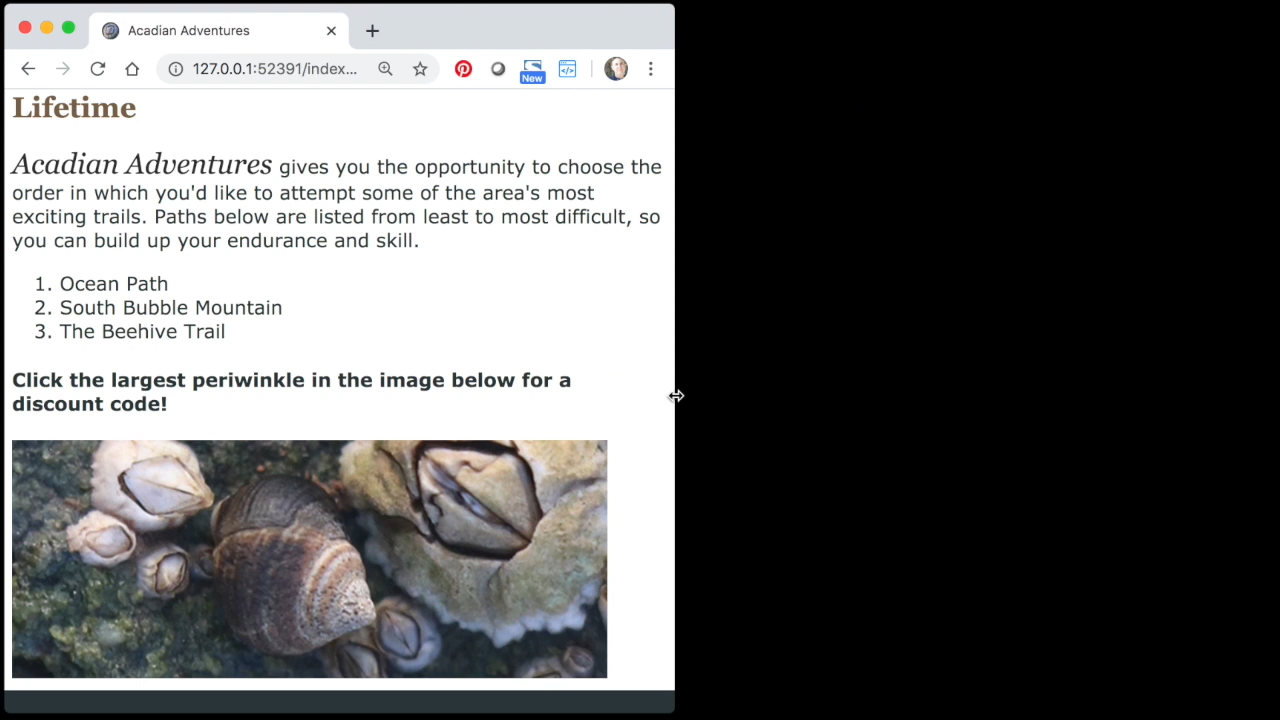 Acadian Adventures
127.0.0.1:52391/index...
New
Lifetime
Acadian Adventures gives you the opportunity to choose the
order in which you'd like to attempt some of the area's most
exciting trails. Paths below are listed from least to most difficult, so
you can build up your endurance and skill.
1. Ocean Path
2. South Bubble Mountain
3. The Beehive Trail
Click the largest periwinkle in the image below for a
discount code!